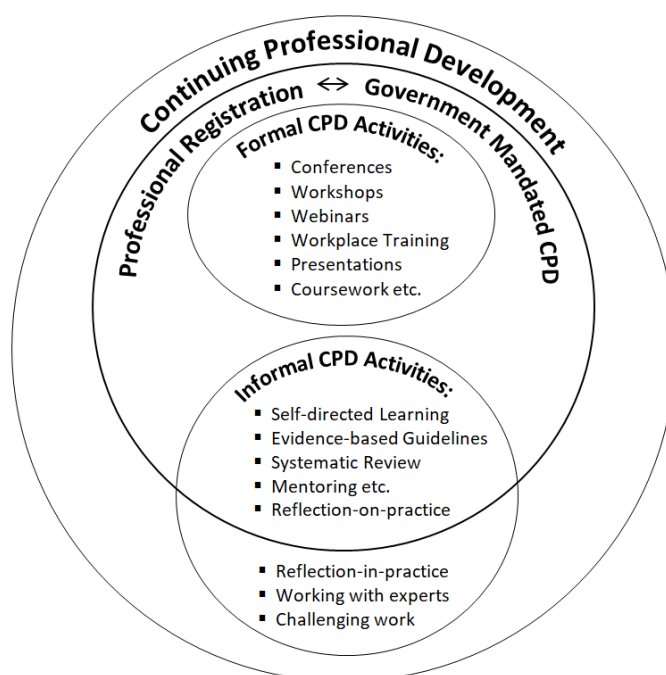 Continuing Professional Development
Professional Registration ↔ Government Mandated CPD
Formal CPD Activities:
▪ Conferences
▪ Workshops
▪ Webinars
▪ Workplace Training
▪ Presentations
▪ Coursework etc.
Informal CPD Activities:
▪ Self-directed Learning
▪ Evidence-based Guidelines
▪ Systematic Review
▪ Mentoring etc.
▪ Reflection-on-practice
▪ Reflection-in-practice
▪ Working with experts
▪ Challenging work